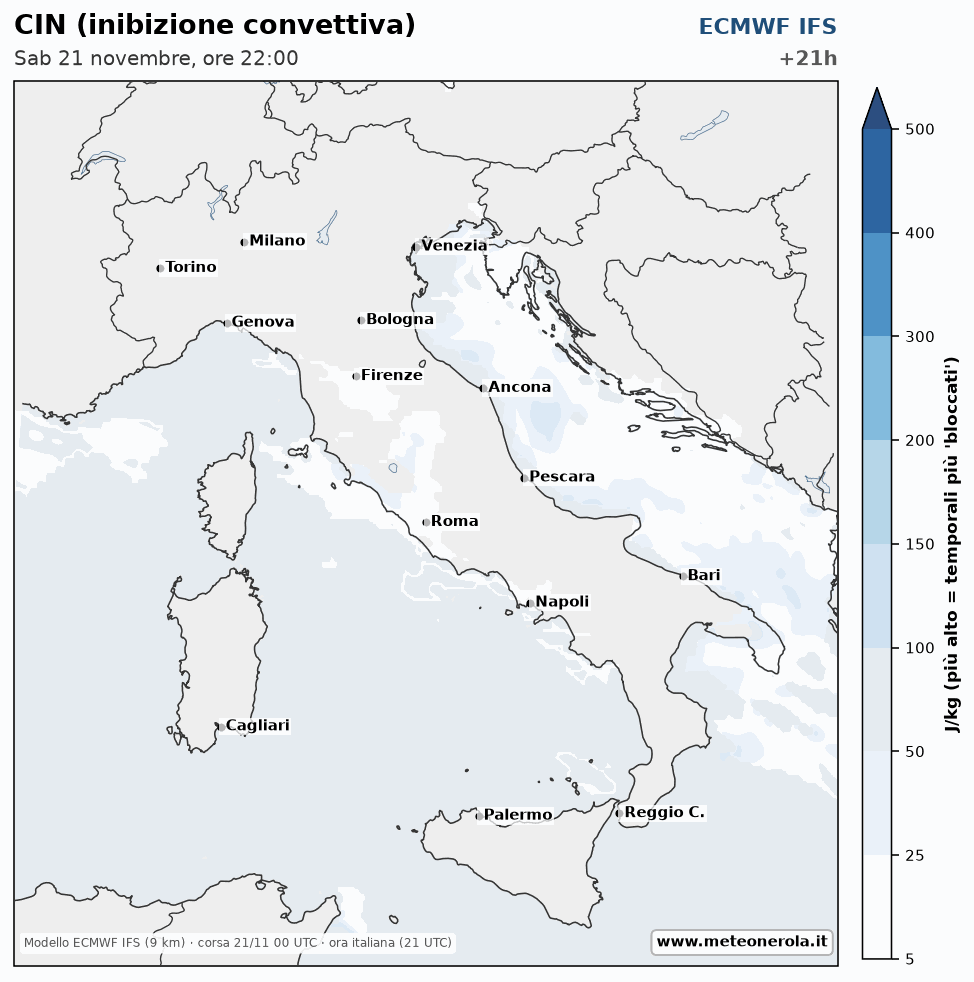 CIN (inibizione convettiva)
ECMWF IFS
Sab 21 novembre, ore 22:00
+21h
Milano
Venezia
Torino
Genova
Bologna
Firenze
Ancona
Pescara
Roma
Bari
Napoli
Cagliari
Palermo
Reggio C.
Modello ECMWF IFS (9 km) · corsa 21/11 00 UTC · ora italiana (21 UTC)
www.meteonerola.it
500
400
300
200
150
100
50
25
5
J/kg (più alto = temporali più 'bloccati')